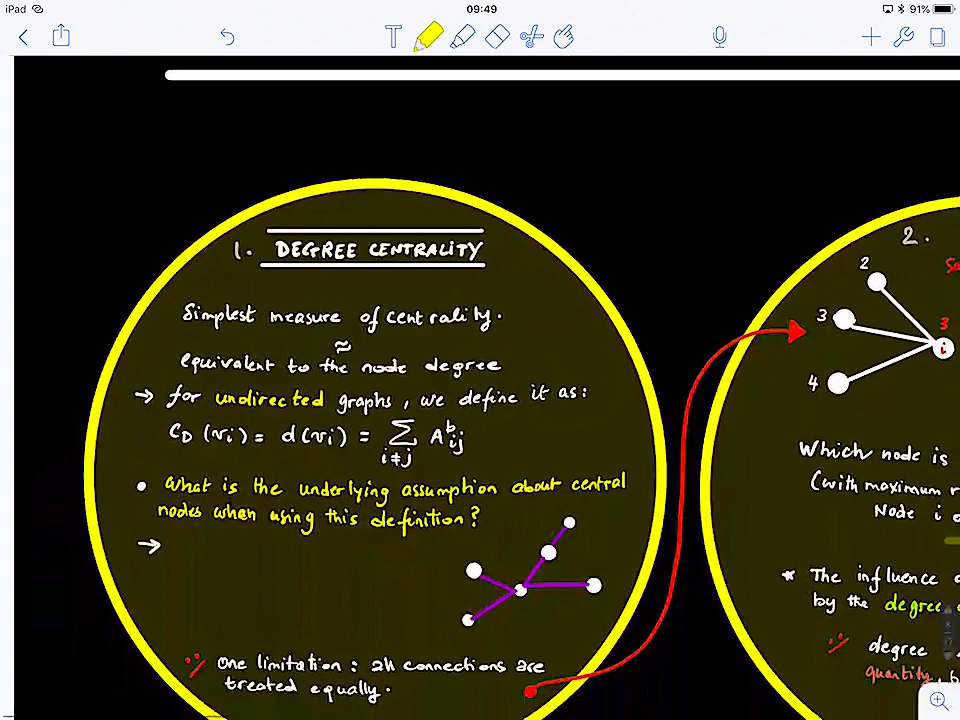 iPad
09:49
91%
T
1. DEGREE CENTRALITY
Simplest measure of centrality.
≈
equivalent to the node degree
→ for undirected graphs, we define it as:
C_D (vi) = d(vi) = ∑_{i≠j} A^b_ij
• What is the underlying assumption about central
nodes when using this definition?
→
One limitation: all connections are
treated equally.
2.
2
3
3
i
4
Which node is
(with maximum
Node i
* The influence
by the degree
degree
quantity,